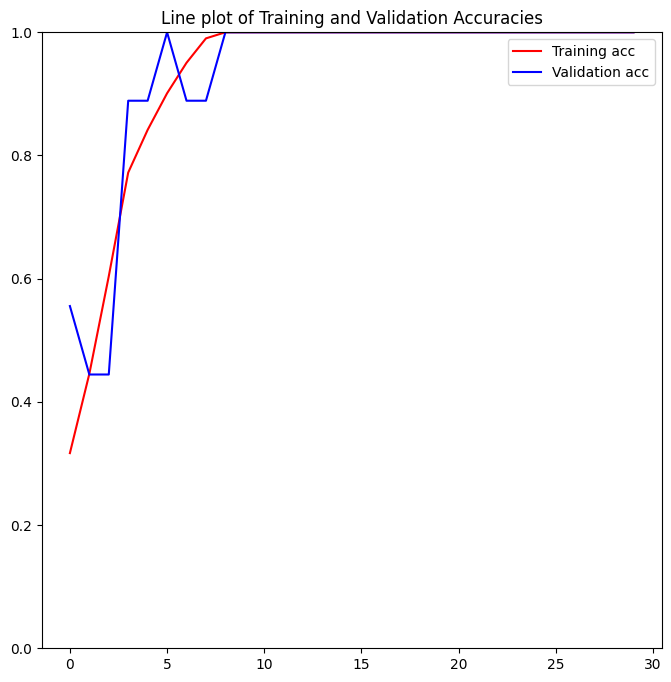 Line plot of Training and Validation Accuracies
1.0
0.8
0.6
0.4
0.2
0.0
Training acc
Validation acc
0 5 10 15 20 25 30